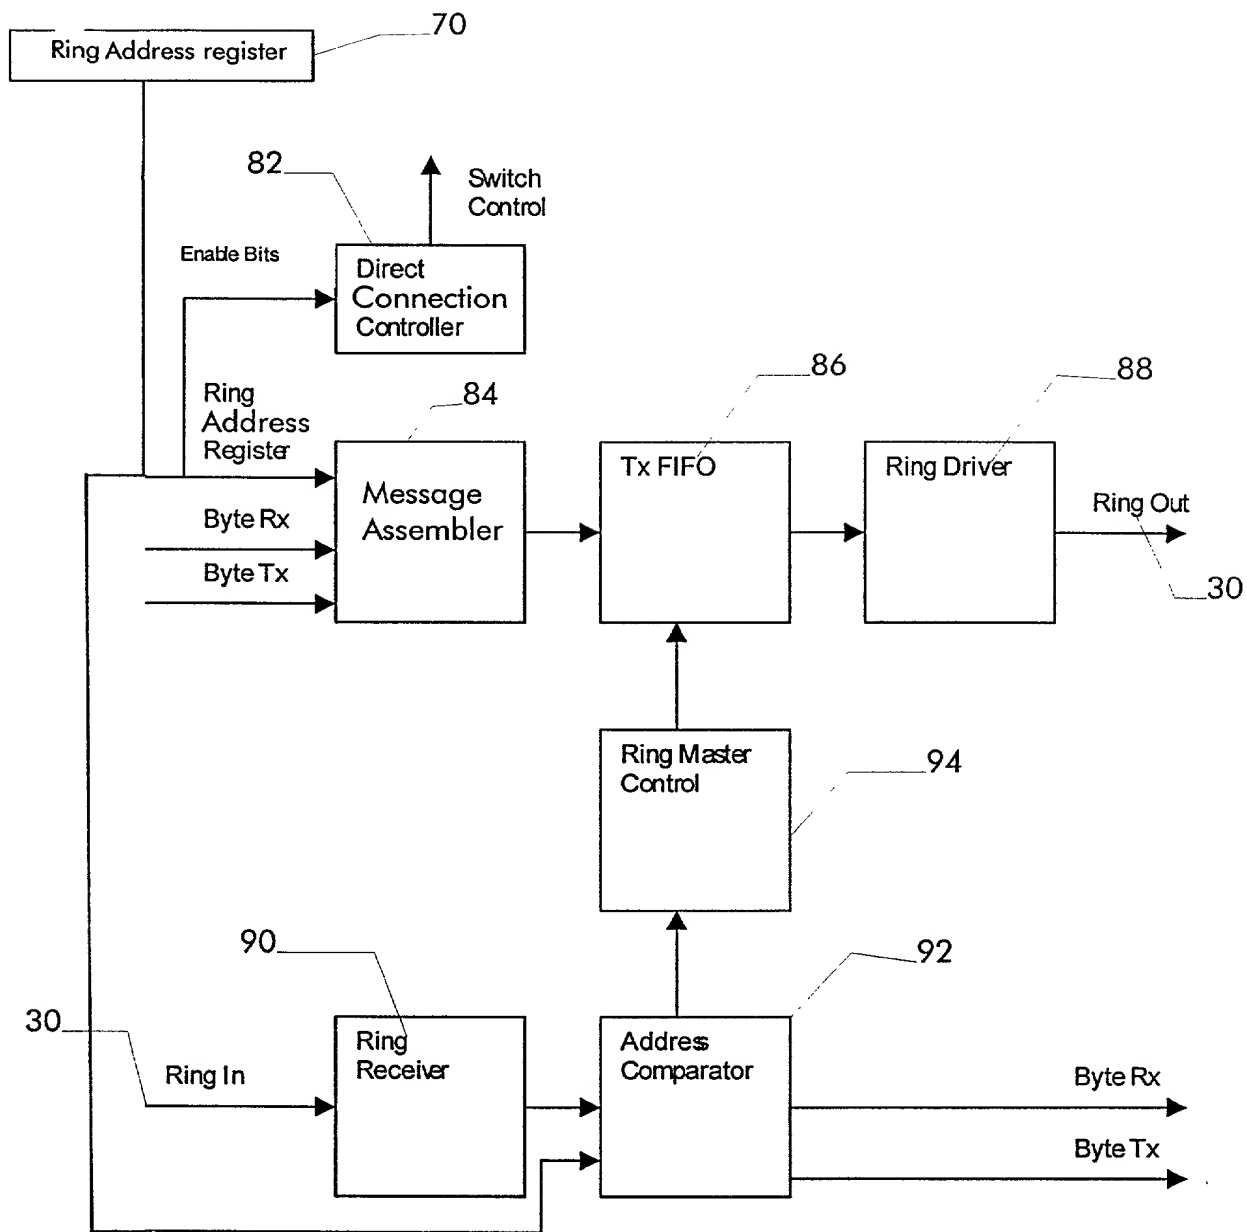 70
Ring Address register
82
Switch
Control
Enable Bits
Direct
Connection
Controller
86
88
Ring
Address
Register
84
Message
Assembler
Tx FIFO
Ring Driver
Ring Out
Byte Rx
Byte Tx
30
Ring Master
Control
94
90
92
30
Ring In
Ring
Receiver
Address
Comparator
Byte Rx
Byte Tx